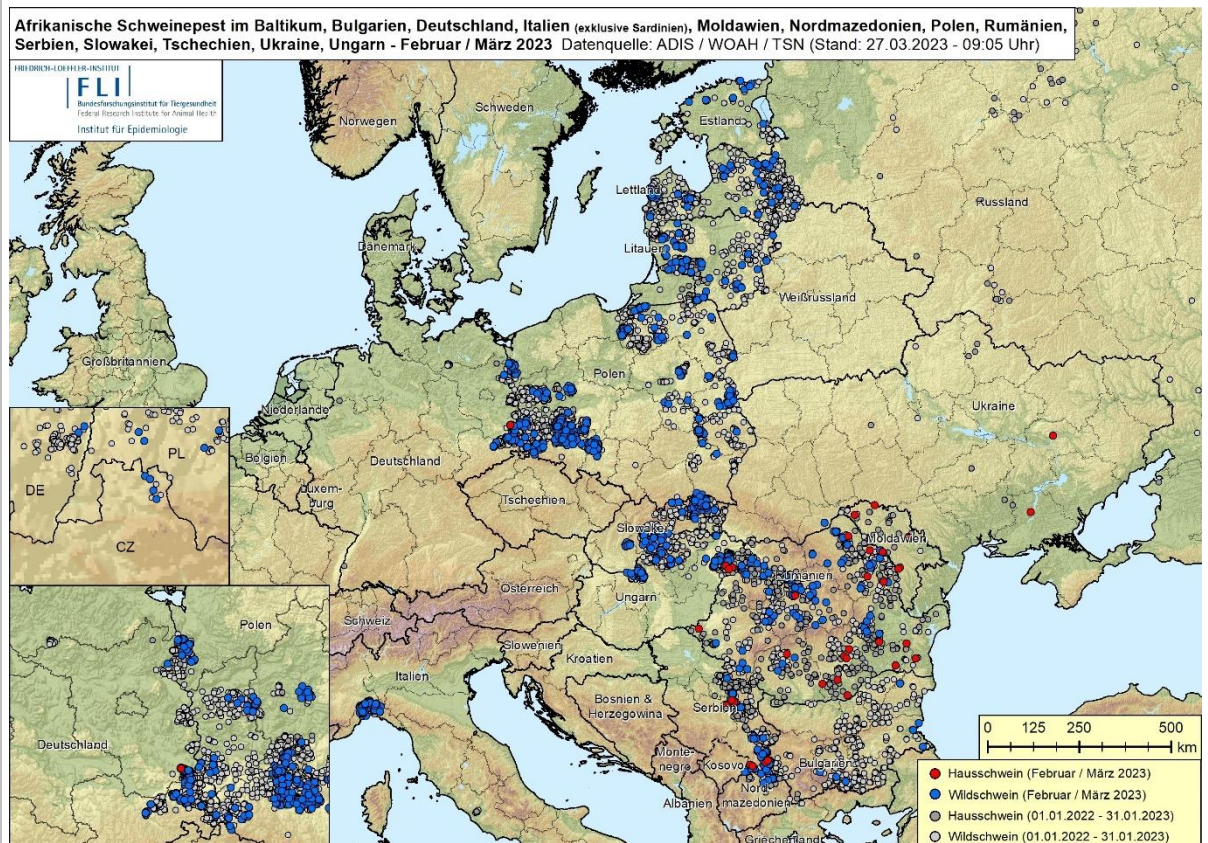 Afrikanische Schweinepest im Baltikum, Bulgarien, Deutschland, Italien (exklusive Sardinien), Moldawien, Nordmazedonien, Polen, Rumänien,
Serbien, Slowakei, Tschechien, Ukraine, Ungarn - Februar / März 2023 Datenquelle: ADIS / WOAH / TSN (Stand: 27.03.2023 - 09:05 Uhr)
FRIEDRICH-LOEFFLER-INSTITUT
FLI
Bundesforschungsinstitut für Tiergesundheit
Federal Research Institute for Animal Health
Institut für Epidemiologie
Norwegen
Schweden
Estland
Lettland
Russland
Dänemark
Litauen
Weißrussland
Großbritannien
Polen
Niederlande
Ukraine
Belgien
Deutschland
Luxem-
burg
Tschechien
Slowakei
Moldawien
Österreich
Ungarn
Rumänien
Schweiz
Slowenien
Kroatien
Italien
Bosnien &
Herzegowina
Serbien
Monte-
negro
Kosovo
Bulgarien
Nord-
mazedonien
Albanien
Griechenland
DE
PL
CZ
Polen
Deutschland
0 125 250 500
km
Hausschwein (Februar / März 2023)
Wildschwein (Februar / März 2023)
Hausschwein (01.01.2022 - 31.01.2023)
Wildschwein (01.01.2022 - 31.01.2023)